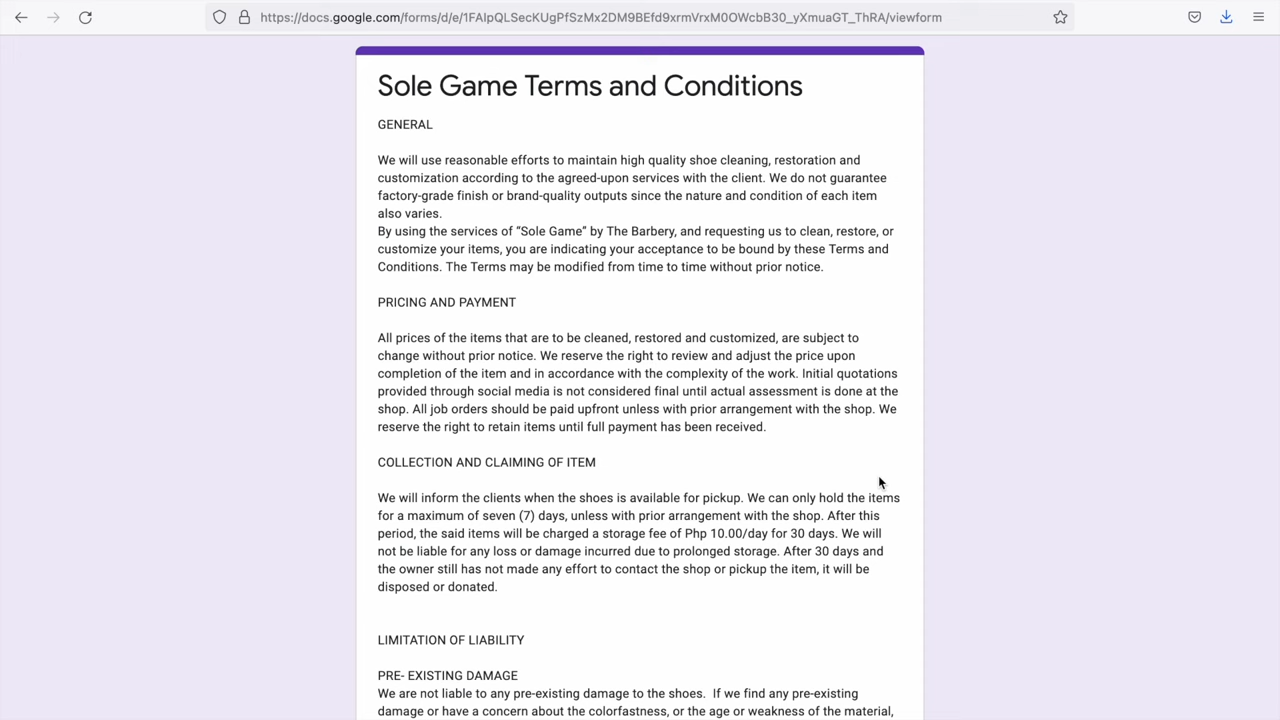 https://docs.google.com/forms/d/e/1FAIpQLSecKUgPfSzMx2DM9BEfd9xrmVrxM0OWcbB30_yXmuaGT_ThRA/viewform
Sole Game Terms and Conditions
GENERAL
We will use reasonable efforts to maintain high quality shoe cleaning, restoration and
customization according to the agreed-upon services with the client. We do not guarantee
factory-grade finish or brand-quality outputs since the nature and condition of each item
also varies.
By using the services of “Sole Game” by The Barbery, and requesting us to clean, restore, or
customize your items, you are indicating your acceptance to be bound by these Terms and
Conditions. The Terms may be modified from time to time without prior notice.
PRICING AND PAYMENT
All prices of the items that are to be cleaned, restored and customized, are subject to
change without prior notice. We reserve the right to review and adjust the price upon
completion of the item and in accordance with the complexity of the work. Initial quotations
provided through social media is not considered final until actual assessment is done at the
shop. All job orders should be paid upfront unless with prior arrangement with the shop. We
reserve the right to retain items until full payment has been received.
COLLECTION AND CLAIMING OF ITEM
We will inform the clients when the shoes is available for pickup. We can only hold the items
for a maximum of seven (7) days, unless with prior arrangement with the shop. After this
period, the said items will be charged a storage fee of Php 10.00/day for 30 days. We will
not be liable for any loss or damage incurred due to prolonged storage. After 30 days and
the owner still has not made any effort to contact the shop or pickup the item, it will be
disposed or donated.
LIMITATION OF LIABILITY
PRE- EXISTING DAMAGE
We are not liable to any pre-existing damage to the shoes.  If we find any pre-existing
damage or have a concern about the colorfastness, or the age or weakness of the material,